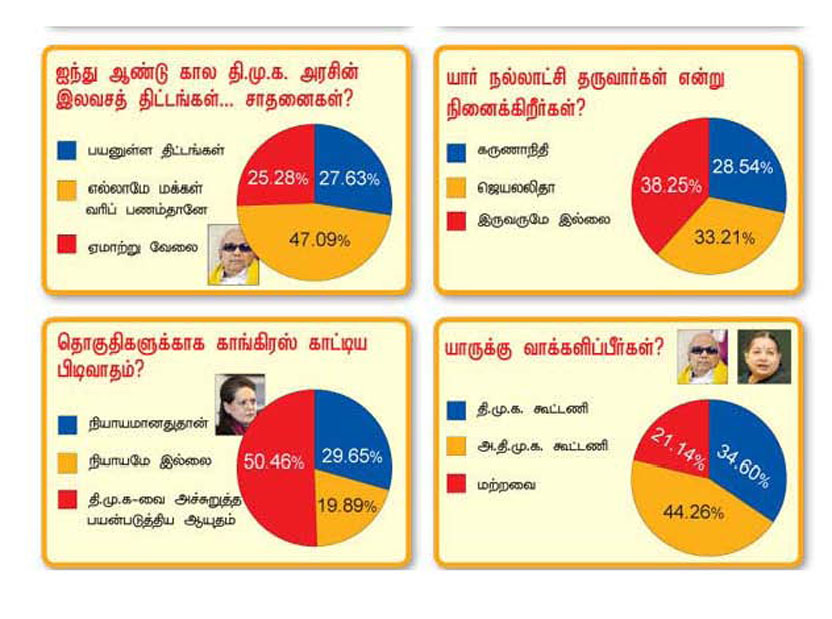 ஐந்து ஆண்டு கால தி.மு.க. அரசின்
இலவசத் திட்டங்கள்... சாதனைகள்?
பயனுள்ள திட்டங்கள்
எல்லாமே மக்கள்
வரிப் பணம்தானே
ஏமாற்று வேலை
25.28%
27.63%
47.09%
யார் நல்லாட்சி தருவார்கள் என்று
நினைக்கிறீர்கள்?
கருணாநிதி
ஜெயலலிதா
இருவருமே இல்லை
28.54%
38.25%
33.21%
தொகுதிகளுக்காக காங்கிரஸ் காட்டிய
பிடிவாதம்?
நியாயமானதுதான்
நியாயமே இல்லை
தி.மு.க-வை அச்சுறுத்த
பயன்படுத்திய ஆயுதம்
50.46%
29.65%
19.89%
யாருக்கு வாக்களிப்பீர்கள்?
தி.மு.க. கூட்டணி
அ.தி.மு.க. கூட்டணி
மற்றவை
21.14%
34.60%
44.26%